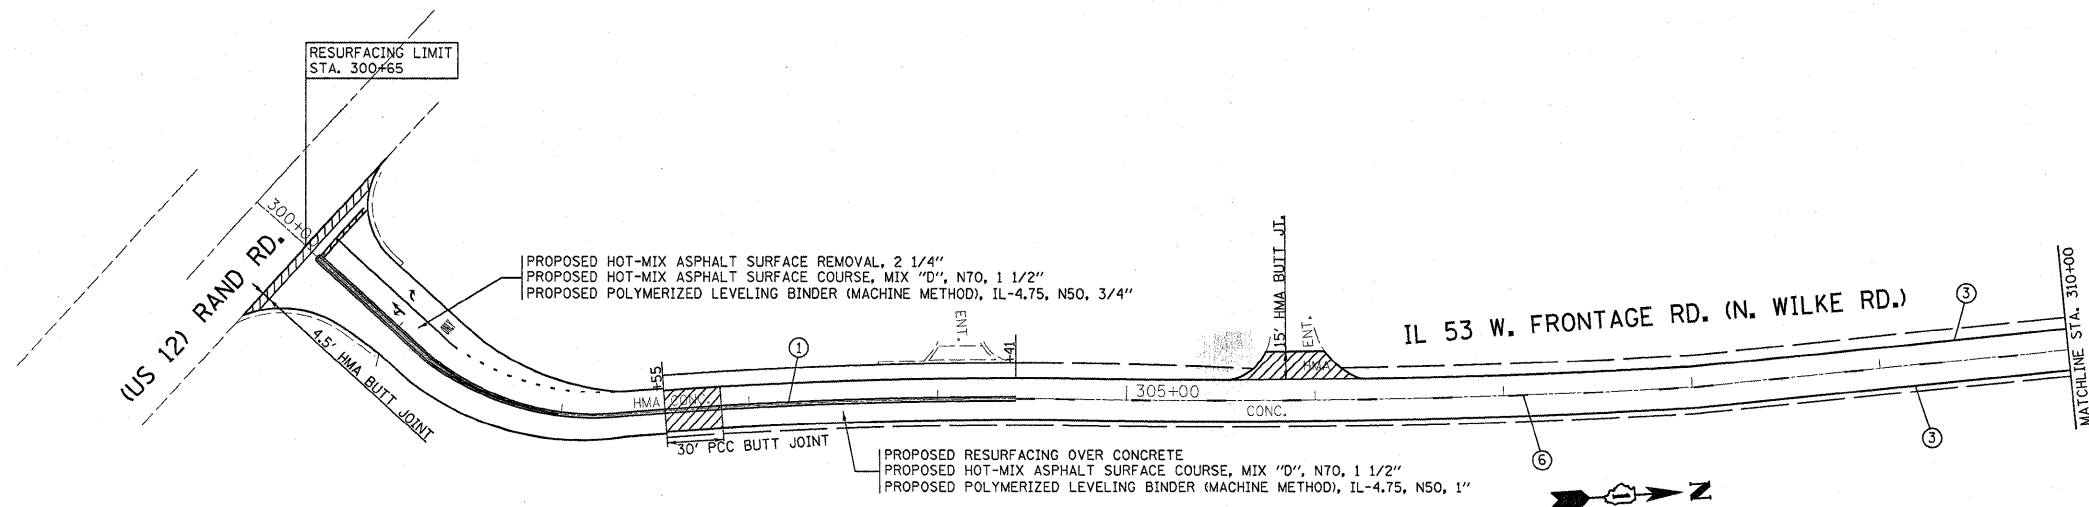 RESURFACING LIMIT
STA. 300+65
300+00
(US 12) RAND RD.
4.5' HMA BUTT JOINT
PROPOSED HOT-MIX ASPHALT SURFACE REMOVAL, 2 1/4"
PROPOSED HOT-MIX ASPHALT SURFACE COURSE, MIX "D", N70, 1 1/2"
PROPOSED POLYMERIZED LEVELING BINDER (MACHINE METHOD), IL-4.75, N50, 3/4"
+55
HMA CONC.
30' PCC BUTT JOINT
1
ENT.
+41
305+00
15' HMA BUTT JT.
ENT.
HMA
CONC.
IL 53 W. FRONTAGE RD. (N. WILKE RD.)
3
6
3
MATCHLINE STA. 310+00
PROPOSED RESURFACING OVER CONCRETE
PROPOSED HOT-MIX ASPHALT SURFACE COURSE, MIX "D", N70, 1 1/2"
PROPOSED POLYMERIZED LEVELING BINDER (MACHINE METHOD), IL-4.75, N50, 1"
N